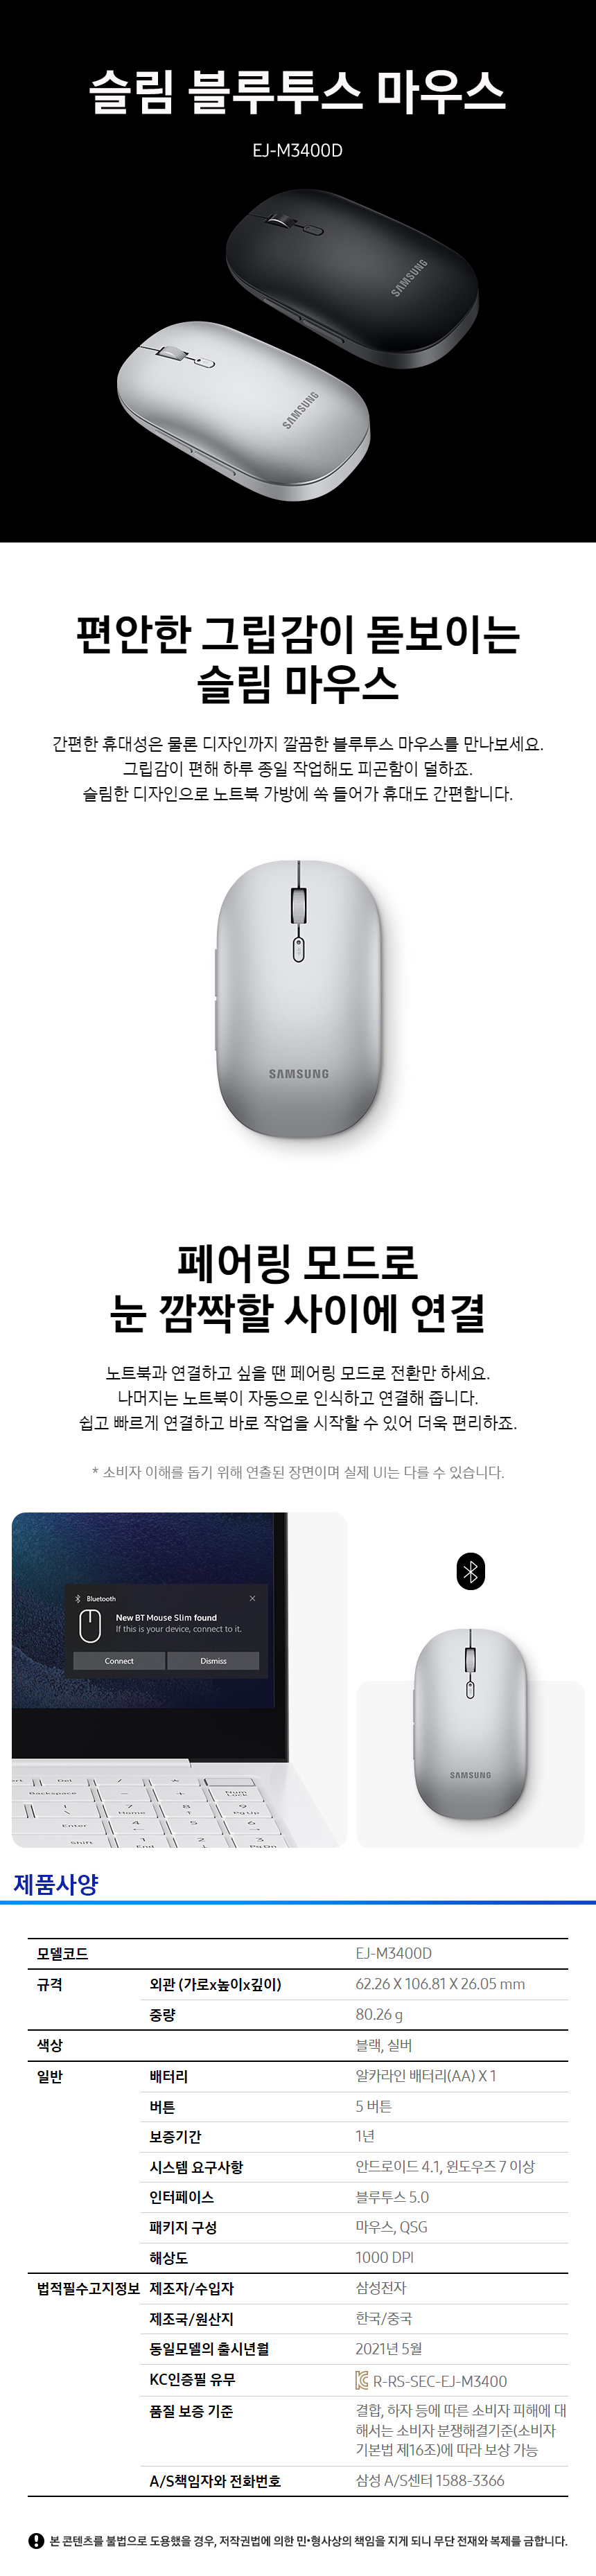 슬림 블루투스 마우스
EJ-M3400D
SAMSUNG
SAMSUNG
편안한 그립감이 돋보이는
슬림 마우스
간편한 휴대성은 물론 디자인까지 깔끔한 블루투스 마우스를 만나보세요.
그립감이 편해 하루 종일 작업해도 피곤함이 덜하죠.
슬림한 디자인으로 노트북 가방에 쏙 들어가 휴대도 간편합니다.
SAMSUNG
페어링 모드로
눈 깜짝할 사이에 연결
노트북과 연결하고 싶을 땐 페어링 모드로 전환만 하세요.
나머지는 노트북이 자동으로 인식하고 연결해 줍니다.
쉽고 빠르게 연결하고 바로 작업을 시작할 수 있어 더욱 편리하죠.
* 소비자 이해를 돕기 위해 연출된 장면이며 실제 UI는 다를 수 있습니다.
Bluetooth
New BT Mouse Slim found
If this is your device, connect to it.
Connect Dismiss
Backspace Num Lock
7 Home 8 9 PgUp
Enter 4 5 6
Shift 1 End 2 3 PgDn
SAMSUNG
제품사양
모델코드 EJ-M3400D
규격 외관 (가로x높이x깊이) 62.26 X 106.81 X 26.05 mm
중량 80.26 g
색상 블랙, 실버
일반 배터리 알카라인 배터리(AA) X 1
버튼 5 버튼
보증기간 1년
시스템 요구사항 안드로이드 4.1, 윈도우즈 7 이상
인터페이스 블루투스 5.0
패키지 구성 마우스, QSG
해상도 1000 DPI
법적필수고지정보 제조자/수입자 삼성전자
제조국/원산지 한국/중국
동일모델의 출시년월 2021년 5월
KC인증필 유무 R-RS-SEC-EJ-M3400
품질 보증 기준 결합, 하자 등에 따른 소비자 피해에 대
해서는 소비자 분쟁해결기준(소비자
기본법 제16조)에 따라 보상 가능
A/S책임자와 전화번호 삼성 A/S센터 1588-3366
본 콘텐츠를 불법으로 도용했을 경우, 저작권법에 의한 민•형사상의 책임을 지게 되니 무단 전재와 복제를 금합니다.